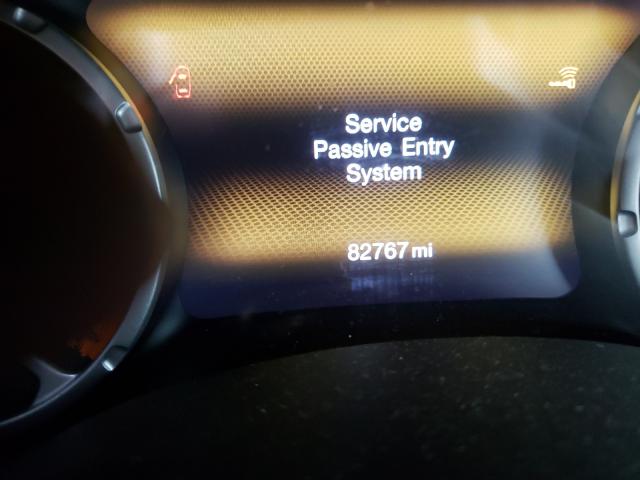 Service
Passive Entry
System
82767 mi